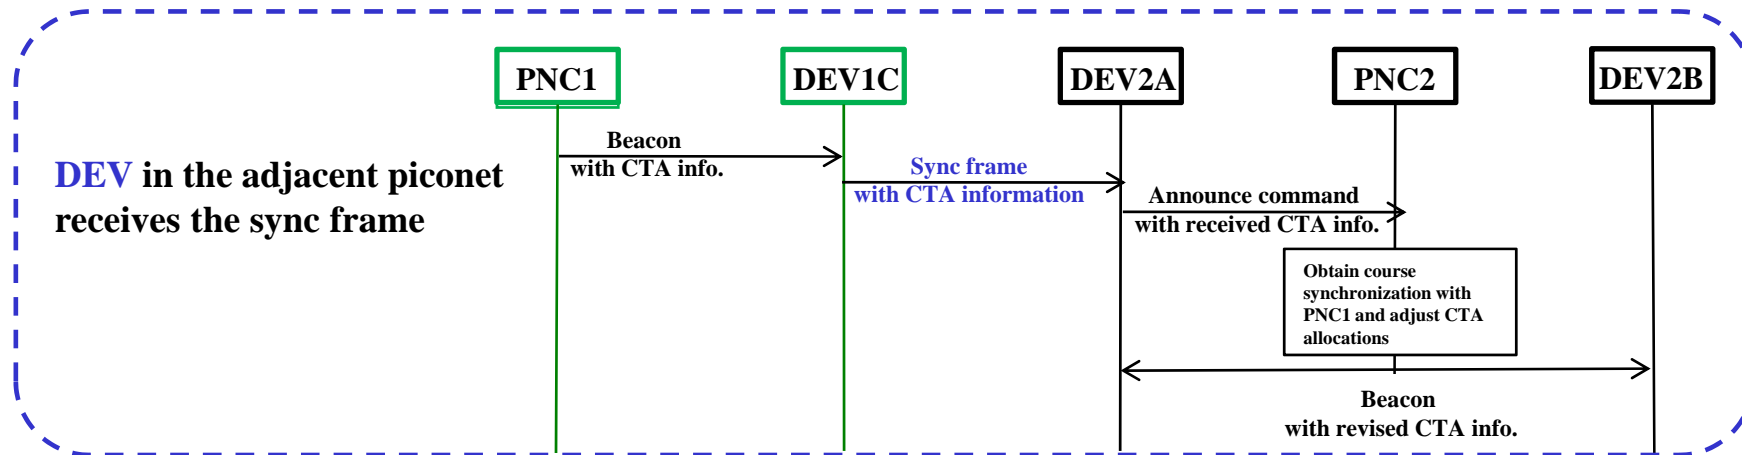 PNC1
DEV1C
DEV2A
PNC2
DEV2B
DEV in the adjacent piconet
receives the sync frame
Beacon
with CTA info.
Sync frame
with CTA information
Announce command
with received CTA info.
Obtain course
synchronization with
PNC1 and adjust CTA
allocations
Beacon
with revised CTA info.